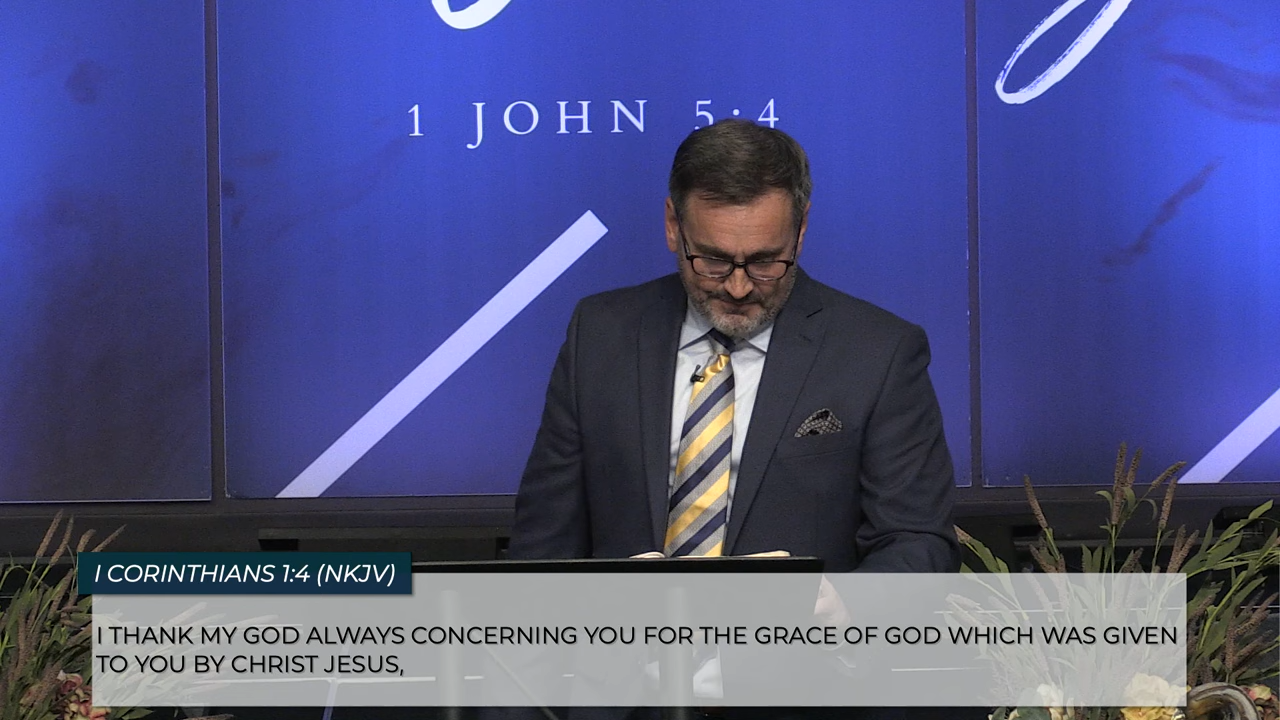 1 JOHN 5:4
I CORINTHIANS 1:4 (NKJV)
I THANK MY GOD ALWAYS CONCERNING YOU FOR THE GRACE OF GOD WHICH WAS GIVEN
TO YOU BY CHRIST JESUS,